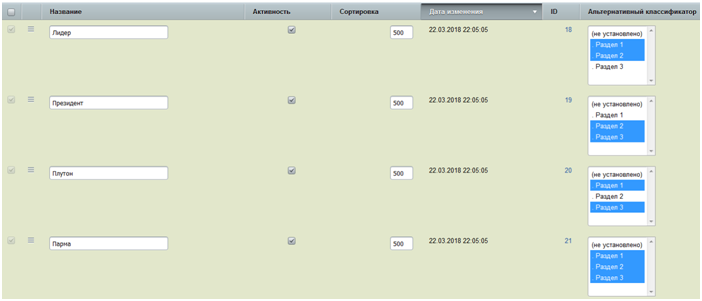 Название Активность Сортировка Дата изменения ID Альтернативный классификатор
Лидер 500 22.03.2018 22:05:05 18 (не установлено)
. Раздел 1
. Раздел 2
. Раздел 3
Президент 500 22.03.2018 22:05:05 19 (не установлено)
. Раздел 1
. Раздел 2
. Раздел 3
Плутон 500 22.03.2018 22:05:05 20 (не установлено)
. Раздел 1
. Раздел 2
. Раздел 3
Парма 500 22.03.2018 22:05:05 21 (не установлено)
. Раздел 1
. Раздел 2
. Раздел 3